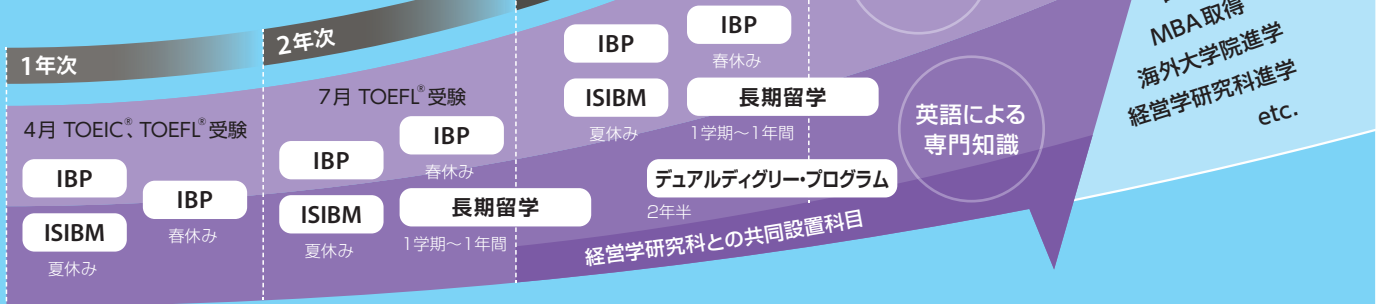 1年次
4月 TOEIC®、TOEFL®受験
IBP
ISIBM
夏休み
IBP
春休み
2年次
7月 TOEFL®受験
IBP
ISIBM
夏休み
IBP
春休み
長期留学
1学期～1年間
IBP
ISIBM
夏休み
IBP
春休み
長期留学
1学期～1年間
デュアルディグリー・プログラム
2年半
経営学研究科との共同設置科目
英語による
専門知識
MBA取得
海外大学院進学
経営学研究科進学
etc.